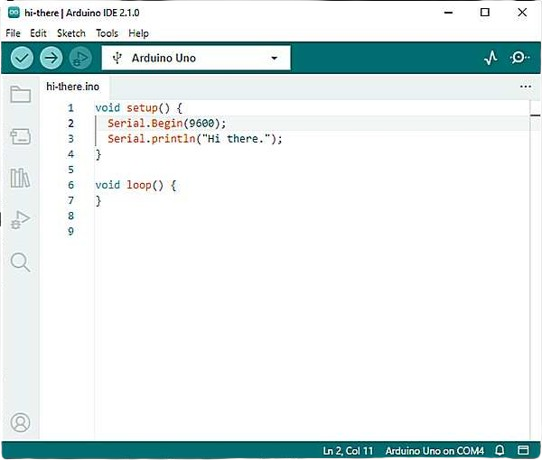 hi-there | Arduino IDE 2.1.0
File Edit Sketch Tools Help
Arduino Uno
hi-there.ino
1 void setup() {
2 Serial.Begin(9600);
3 Serial.println("Hi there.");
4 }
5
6 void loop() {
7 }
8
9
Ln 2, Col 11 Arduino Uno on COM4